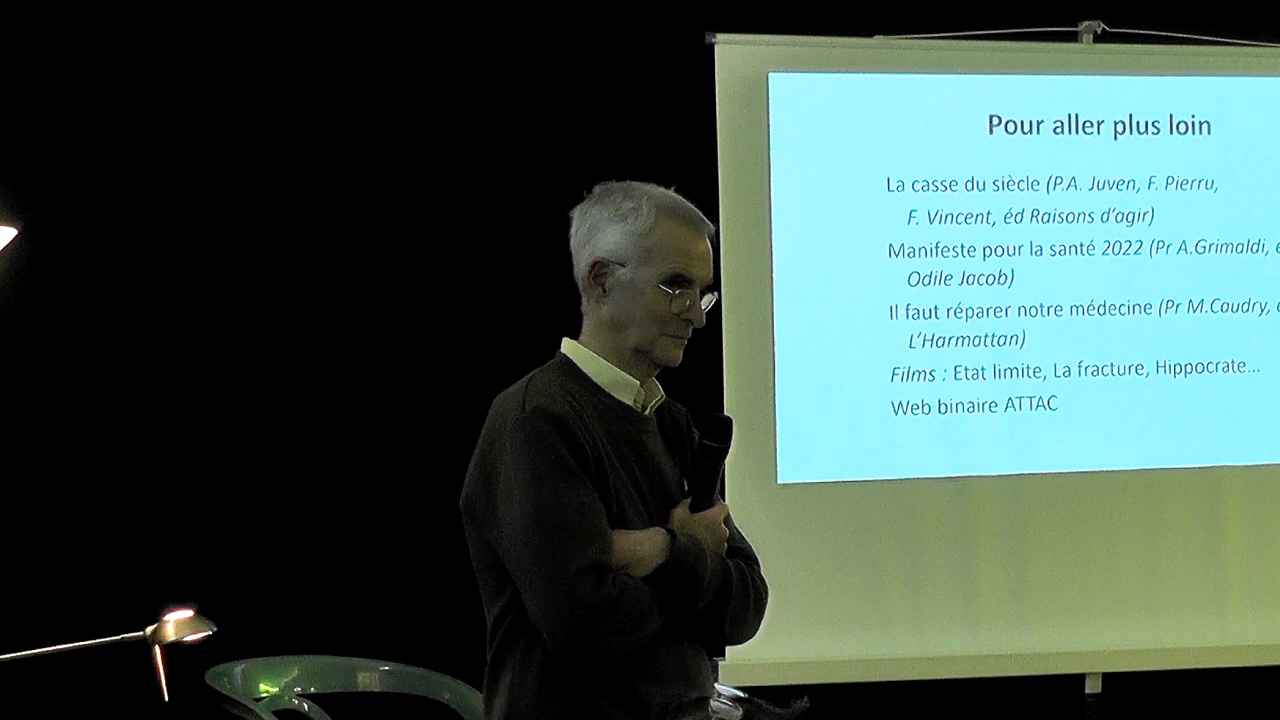 Pour aller plus loin
La casse du siècle (P.A. Juven, F. Pierru,
F. Vincent, éd Raisons d'agir)
Manifeste pour la santé 2022 (Pr A.Grimaldi,
Odile Jacob)
Il faut réparer notre médecine (Pr M.Caudry,
L'Harmattan)
Films : Etat limite, La fracture, Hippocrate...
Web binaire ATTAC